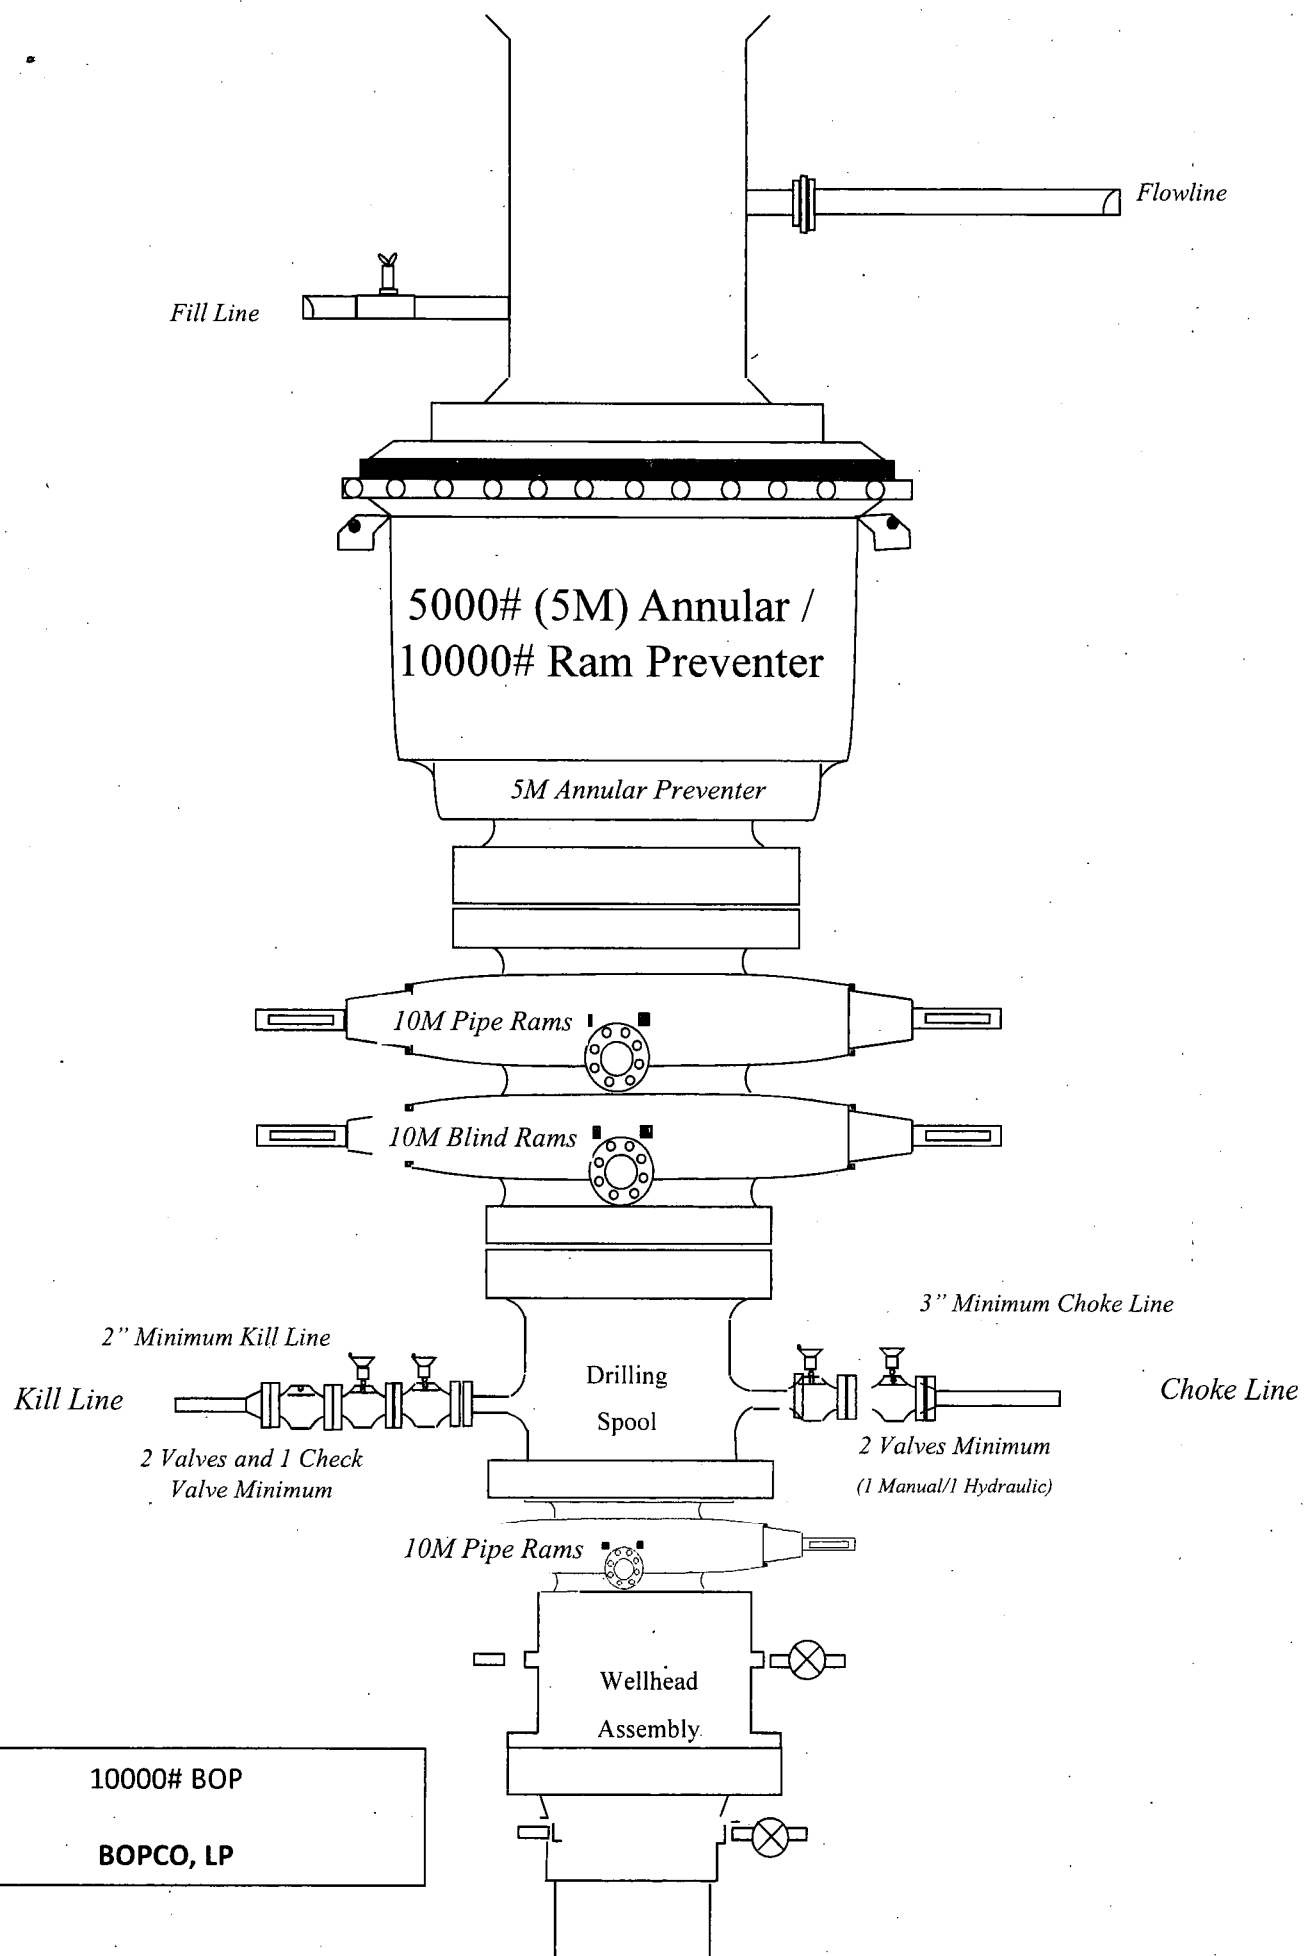 Flowline
Fill Line
5000# (5M) Annular /
10000# Ram Preventer
5M Annular Preventer
10M Pipe Rams
10M Blind Rams
3” Minimum Choke Line
2” Minimum Kill Line
Drilling
Spool
Kill Line
Choke Line
2 Valves and 1 Check
Valve Minimum
2 Valves Minimum
(1 Manual/1 Hydraulic)
10M Pipe Rams
Wellhead
Assembly
10000# BOP
BOPCO, LP